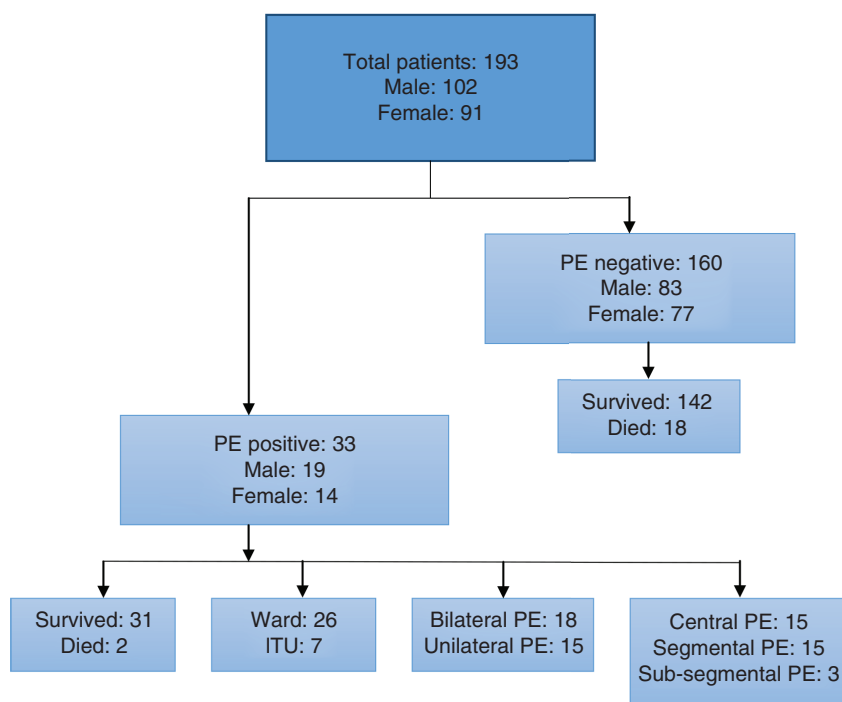 Total patients: 193
Male: 102
Female: 91
PE negative: 160
Male: 83
Female: 77
Survived: 142
Died: 18
PE positive: 33
Male: 19
Female: 14
Survived: 31
Died: 2
Ward: 26
ITU: 7
Bilateral PE: 18
Unilateral PE: 15
Central PE: 15
Segmental PE: 15
Sub-segmental PE: 3